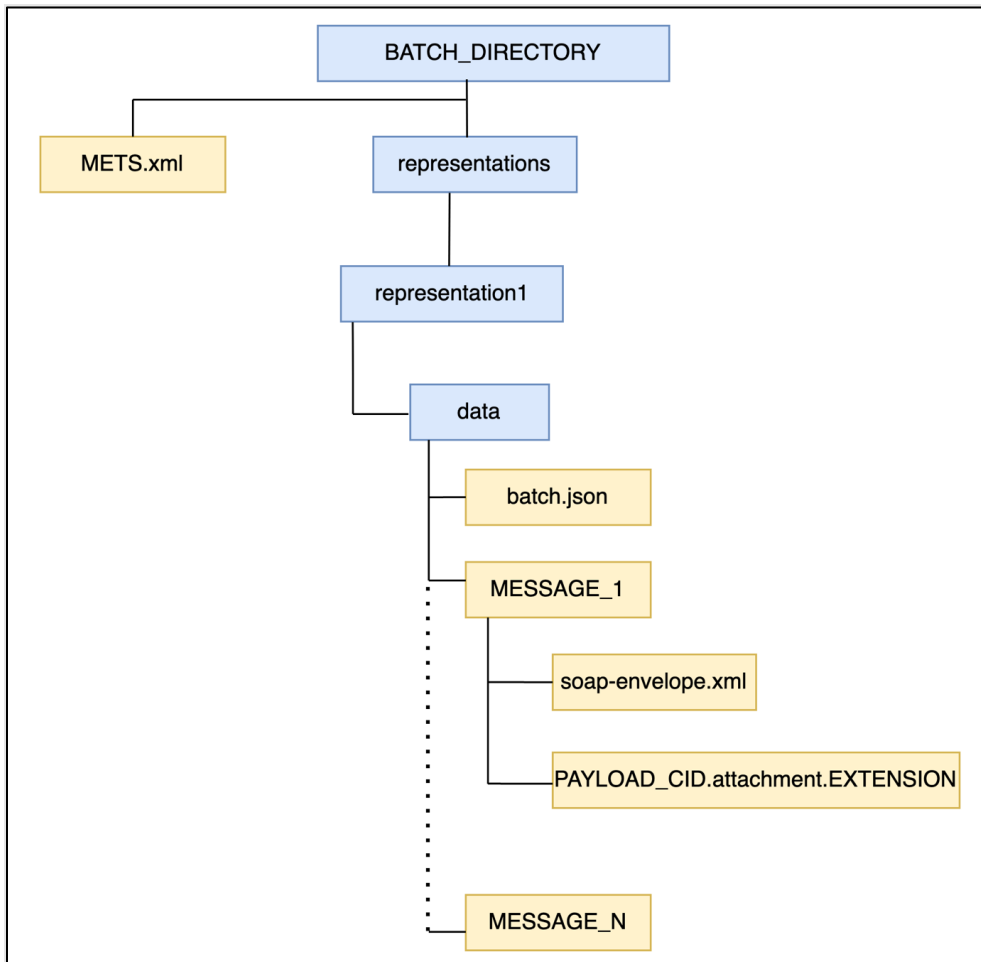 BATCH_DIRECTORY
METS.xml
representations
representation1
data
batch.json
MESSAGE_1
soap-envelope.xml
PAYLOAD_CID.attachment.EXTENSION
MESSAGE_N